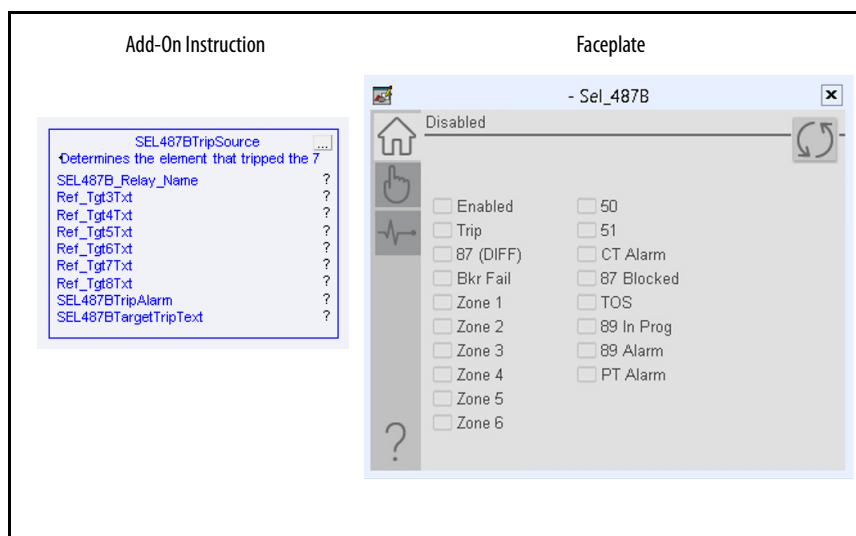 Add-On Instruction
Faceplate
SEL487BTripSource ...
Determines the element that tripped the 7
SEL487B_Relay_Name ?
Ref_Tgt3Txt ?
Ref_Tgt4Txt ?
Ref_Tgt5Txt ?
Ref_Tgt6Txt ?
Ref_Tgt7Txt ?
Ref_Tgt8Txt ?
SEL487BTripAlarm ?
SEL487BTargetTripText ?
- Sel_487B
Disabled
Enabled
Trip
87 (DIFF)
Bkr Fail
Zone 1
Zone 2
Zone 3
Zone 4
Zone 5
Zone 6
50
51
CT Alarm
87 Blocked
TOS
89 In Prog
89 Alarm
PT Alarm
?